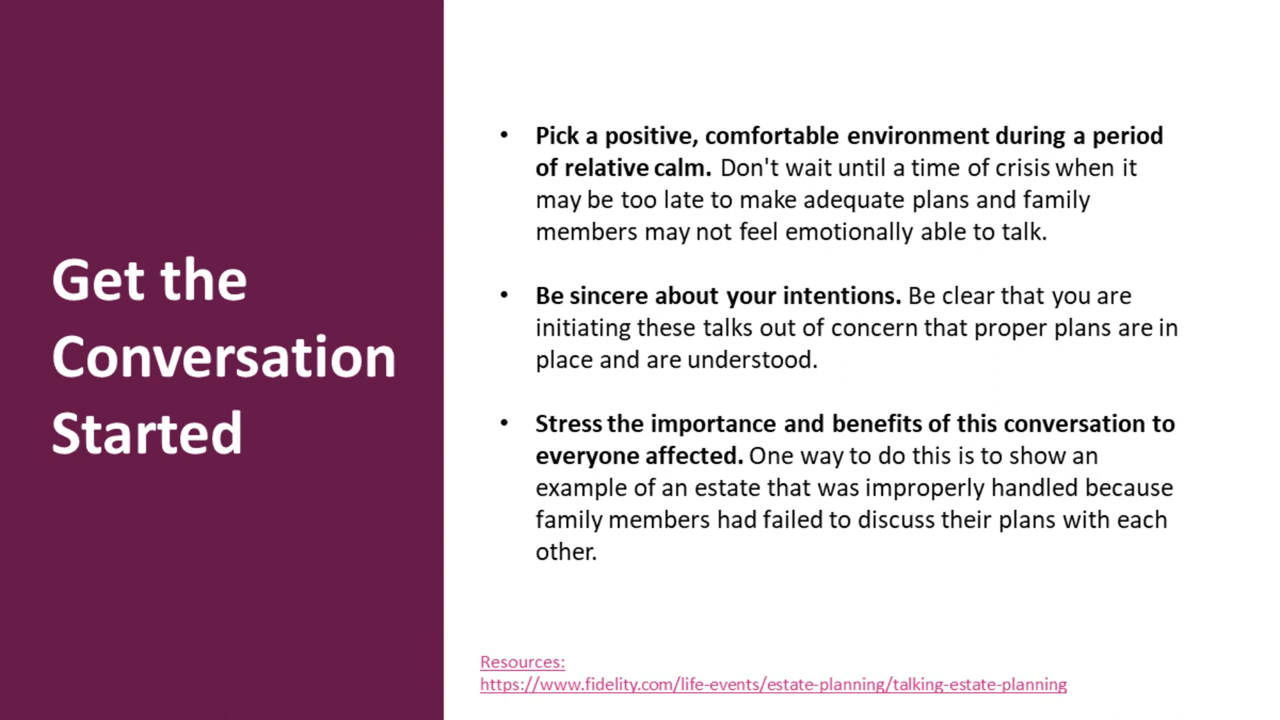 Get the
Conversation
Started
• Pick a positive, comfortable environment during a period
of relative calm. Don't wait until a time of crisis when it
may be too late to make adequate plans and family
members may not feel emotionally able to talk.
• Be sincere about your intentions. Be clear that you are
initiating these talks out of concern that proper plans are in
place and are understood.
• Stress the importance and benefits of this conversation to
everyone affected. One way to do this is to show an
example of an estate that was improperly handled because
family members had failed to discuss their plans with each
other.
Resources:
https://www.fidelity.com/life-events/estate-planning/talking-estate-planning